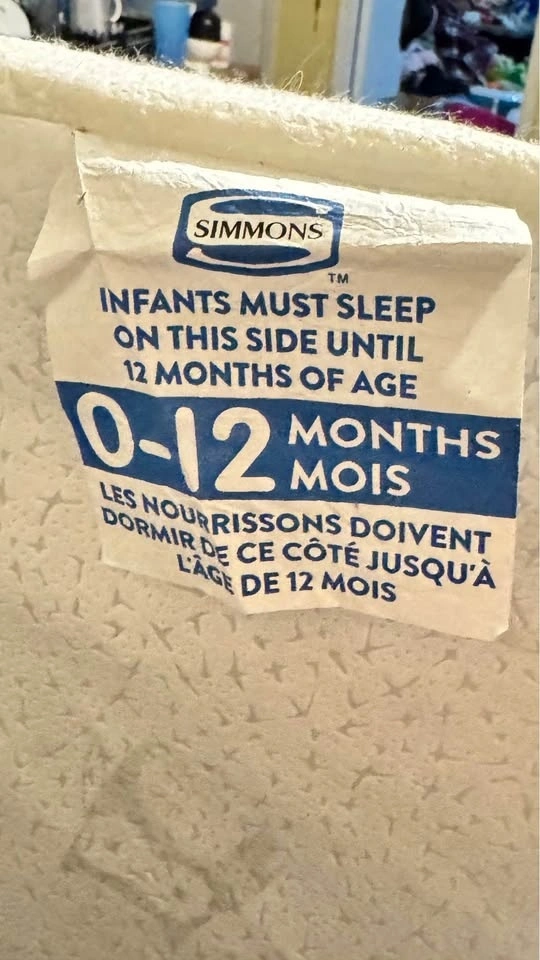 SIMMONS
TM
INFANTS MUST SLEEP
ON THIS SIDE UNTIL
12 MONTHS OF AGE
0-12 MONTHS
MOIS
LES NOURRISSONS DOIVENT
DORMIR DE CE CÔTÉ JUSQU'À
L'ÂGE DE 12 MOIS